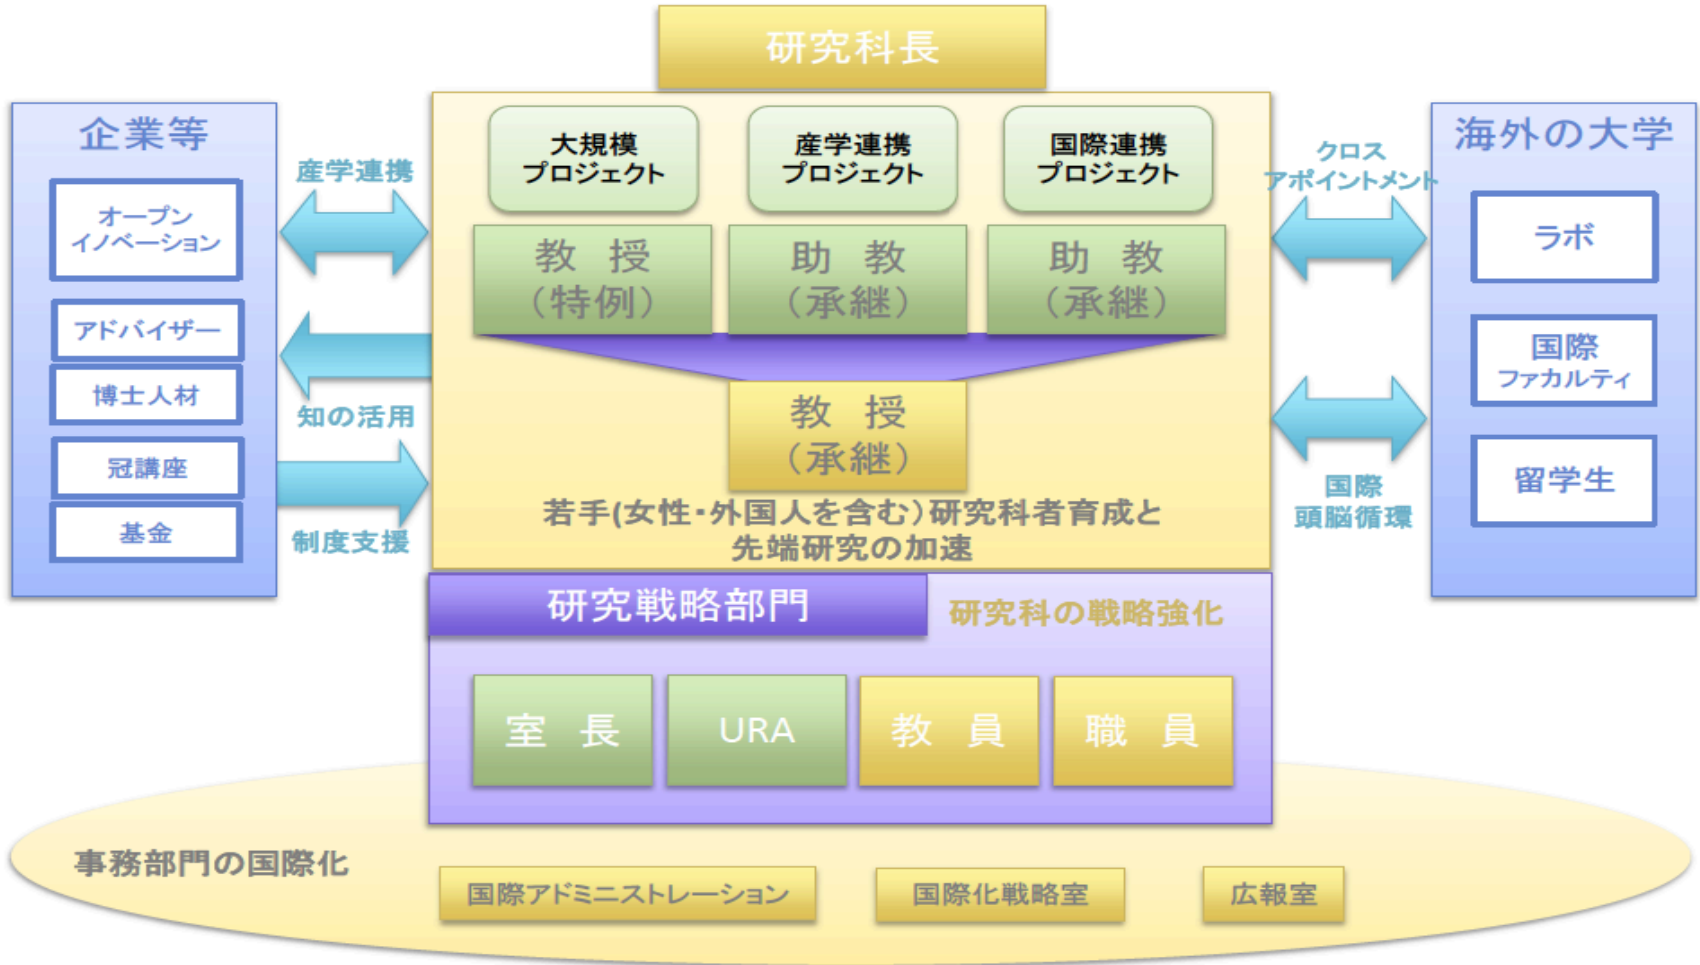 研究科長
企業等
オープン
イノベーション
アドバイザー
博士人材
冠講座
基金
産学連携
知の活用
制度支援
大規模
プロジェクト
産学連携
プロジェクト
国際連携
プロジェクト
教 授
（特例）
助 教
（承継）
助 教
（承継）
教 授
（承継）
若手(女性・外国人を含む）研究科者育成と
先端研究の加速
クロス
アポイントメント
国際
頭脳循環
海外の大学
ラボ
国際
ファカルティ
留学生
研究戦略部門
研究科の戦略強化
室 長
URA
教 員
職 員
事務部門の国際化
国際アドミニストレーション
国際化戦略室
広報室